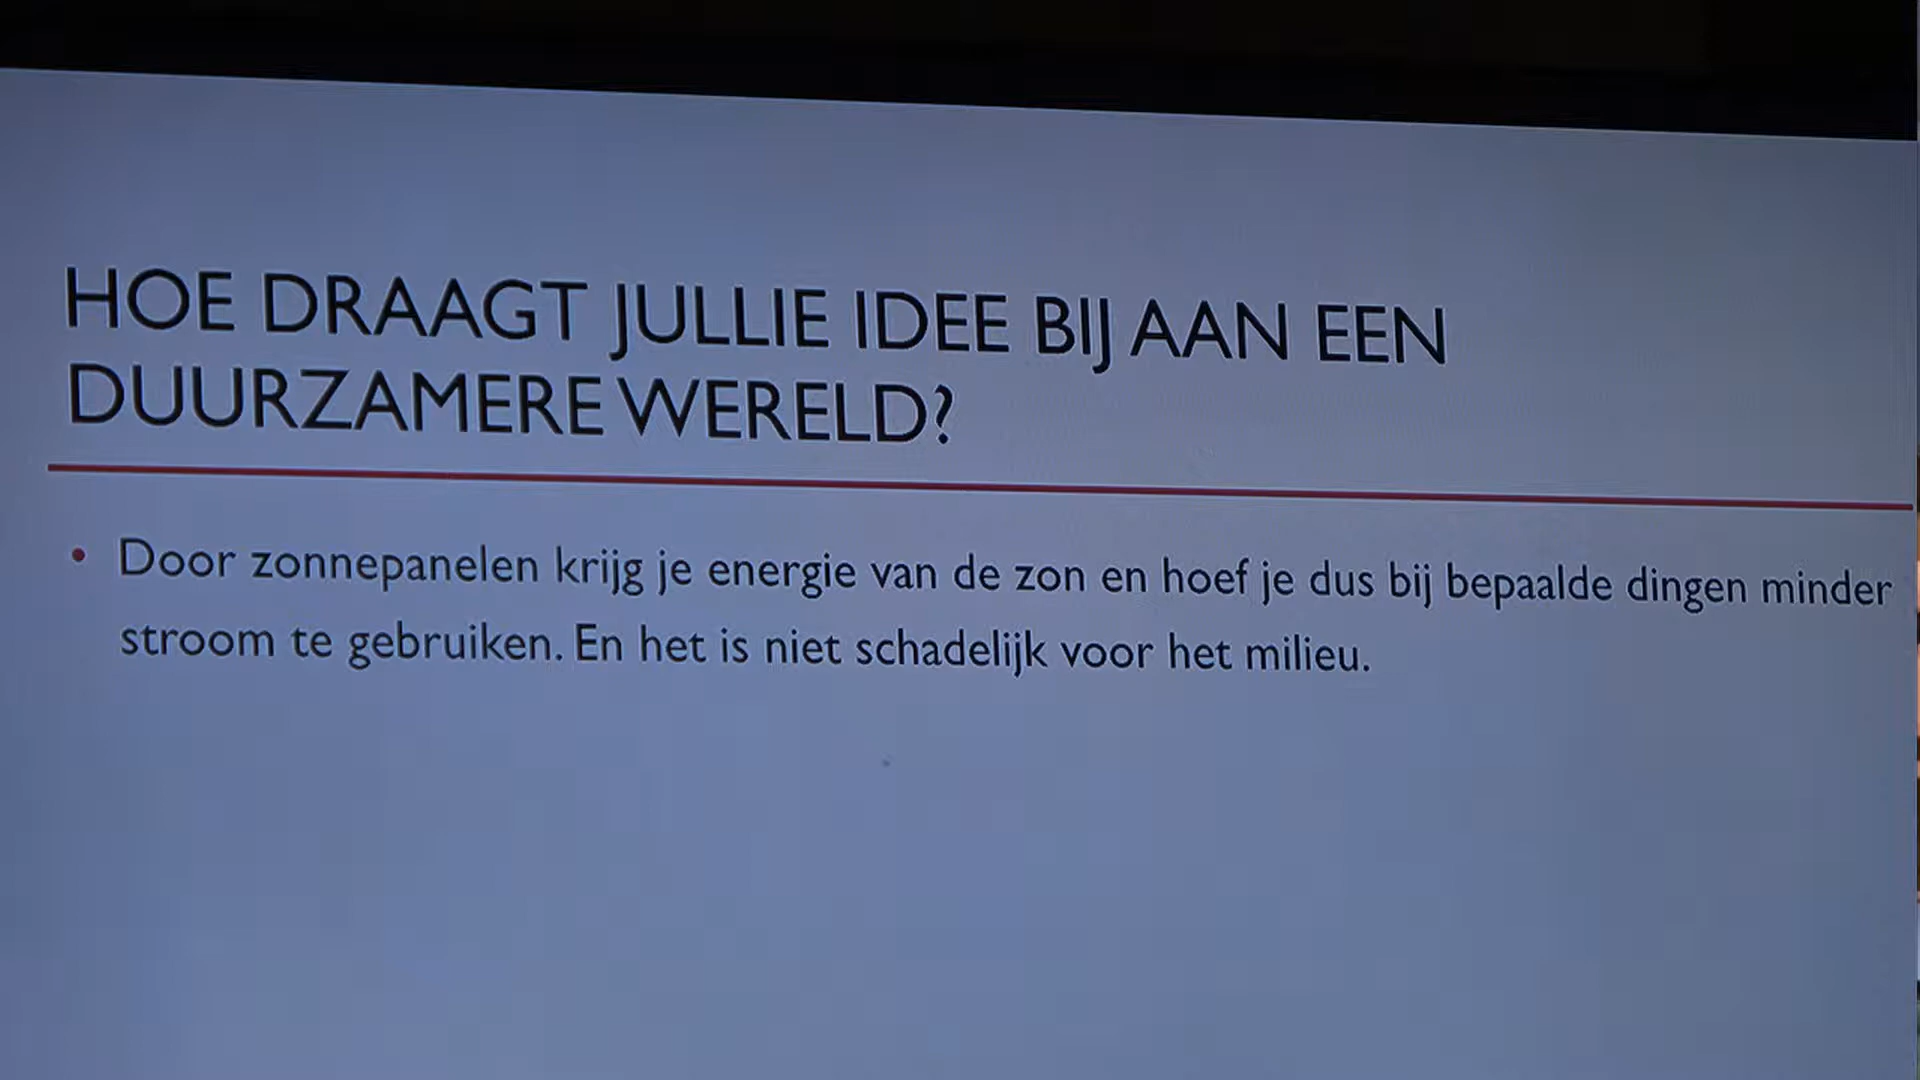 HOE DRAAGT JULLIE IDEE BIJ AAN EEN
DUURZAMERE WERELD?
• Door zonnepanelen krijg je energie van de zon en hoef je dus bij bepaalde dingen minder
stroom te gebruiken. En het is niet schadelijk voor het milieu.